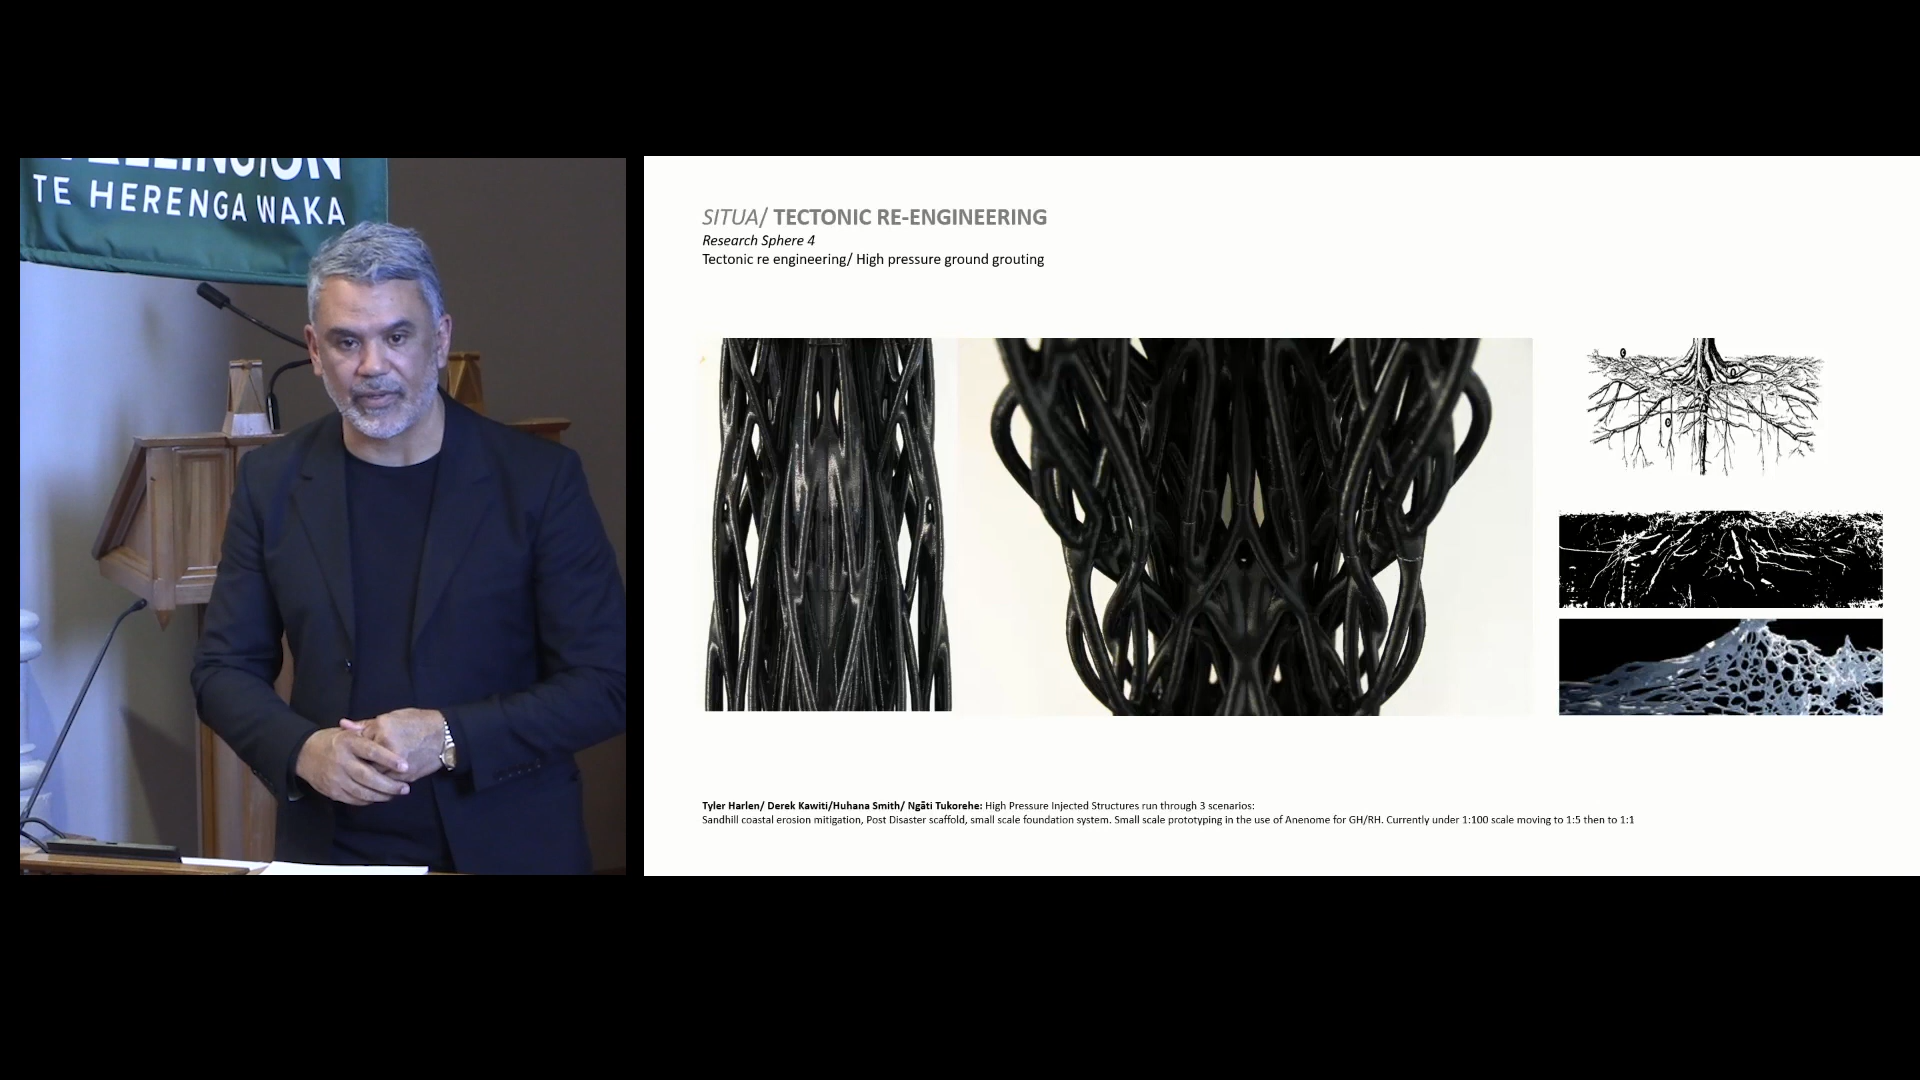 TE HERENGA WAKA
SITUA/ TECTONIC RE-ENGINEERING
Research Sphere 4
Tectonic re engineering/ High pressure ground grouting
Tyler Harlen/ Derek Kawiti/Huhana Smith/ Ngāti Tukorehe: High Pressure Injected Structures run through 3 scenarios:
Sandhill coastal erosion mitigation, Post Disaster scaffold, small scale foundation system. Small scale prototyping in the use of Anenome for GH/RH. Currently under 1:100 scale moving to 1:5 then to 1:1